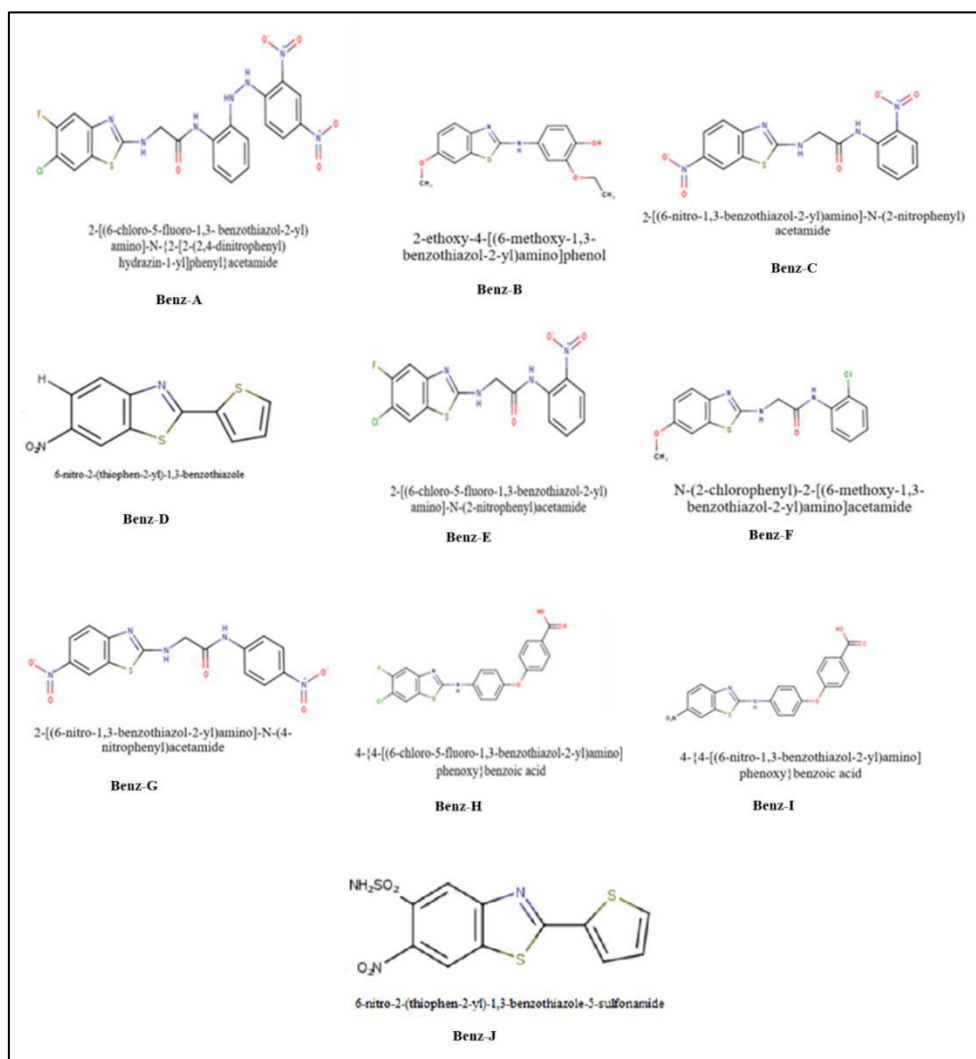 2-[(6-chloro-5-fluoro-1,3- benzothiazol-2-yl)
amino]-N-{2-[2-(2,4-dinitrophenyl)
hydrazin-1-yl]phenyl}acetamide
Benz-A
2-ethoxy-4-[(6-methoxy-1,3-
benzothiazol-2-yl)amino]phenol
Benz-B
2-[(6-nitro-1,3-benzothiazol-2-yl)amino]-N-(2-nitrophenyl)
acetamide
Benz-C
H
O₂N
6-nitro-2-(thiophen-2-yl)-1,3-benzothiazole
Benz-D
2-[(6-chloro-5-fluoro-1,3-benzothiazol-2-yl)
amino]-N-(2-nitrophenyl)acetamide
Benz-E
N-(2-chlorophenyl)-2-[(6-methoxy-1,3-
benzothiazol-2-yl)amino]acetamide
Benz-F
2-[(6-nitro-1,3-benzothiazol-2-yl)amino]-N-(4-
nitrophenyl)acetamide
Benz-G
4-{4-[(6-chloro-5-fluoro-1,3-benzothiazol-2-yl)amino]
phenoxy}benzoic acid
Benz-H
4-{4-[(6-nitro-1,3-benzothiazol-2-yl)amino]
phenoxy}benzoic acid
Benz-I
NH₂SO₂
N
S
O₂N
S
6-nitro-2-(thiophen-2-yl)-1,3-benzothiazole-5-sulfonamide
Benz-J